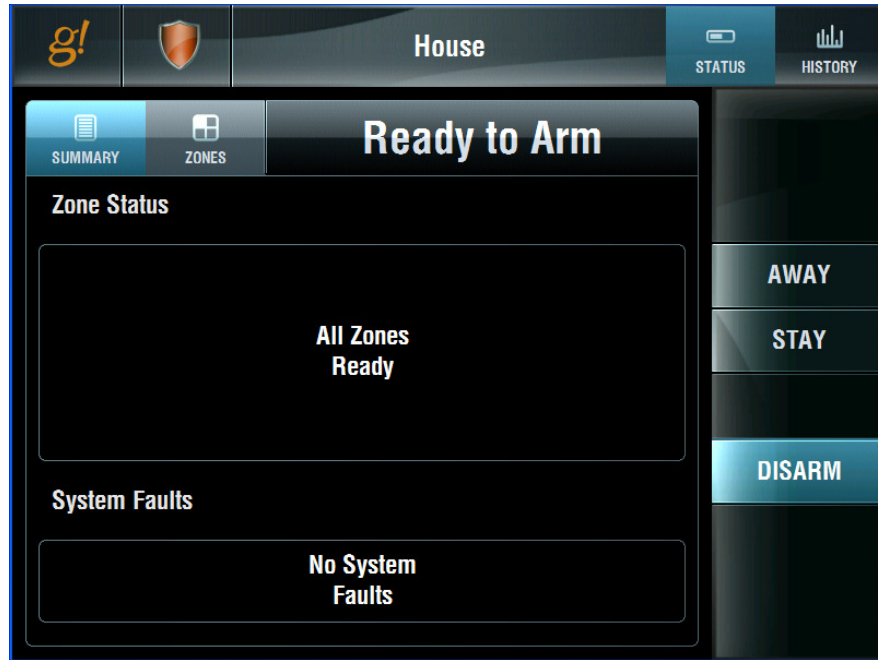 g!
House
STATUS
HISTORY
SUMMARY
ZONES
Ready to Arm
Zone Status
All Zones
Ready
System Faults
No System
Faults
AWAY
STAY
DISARM